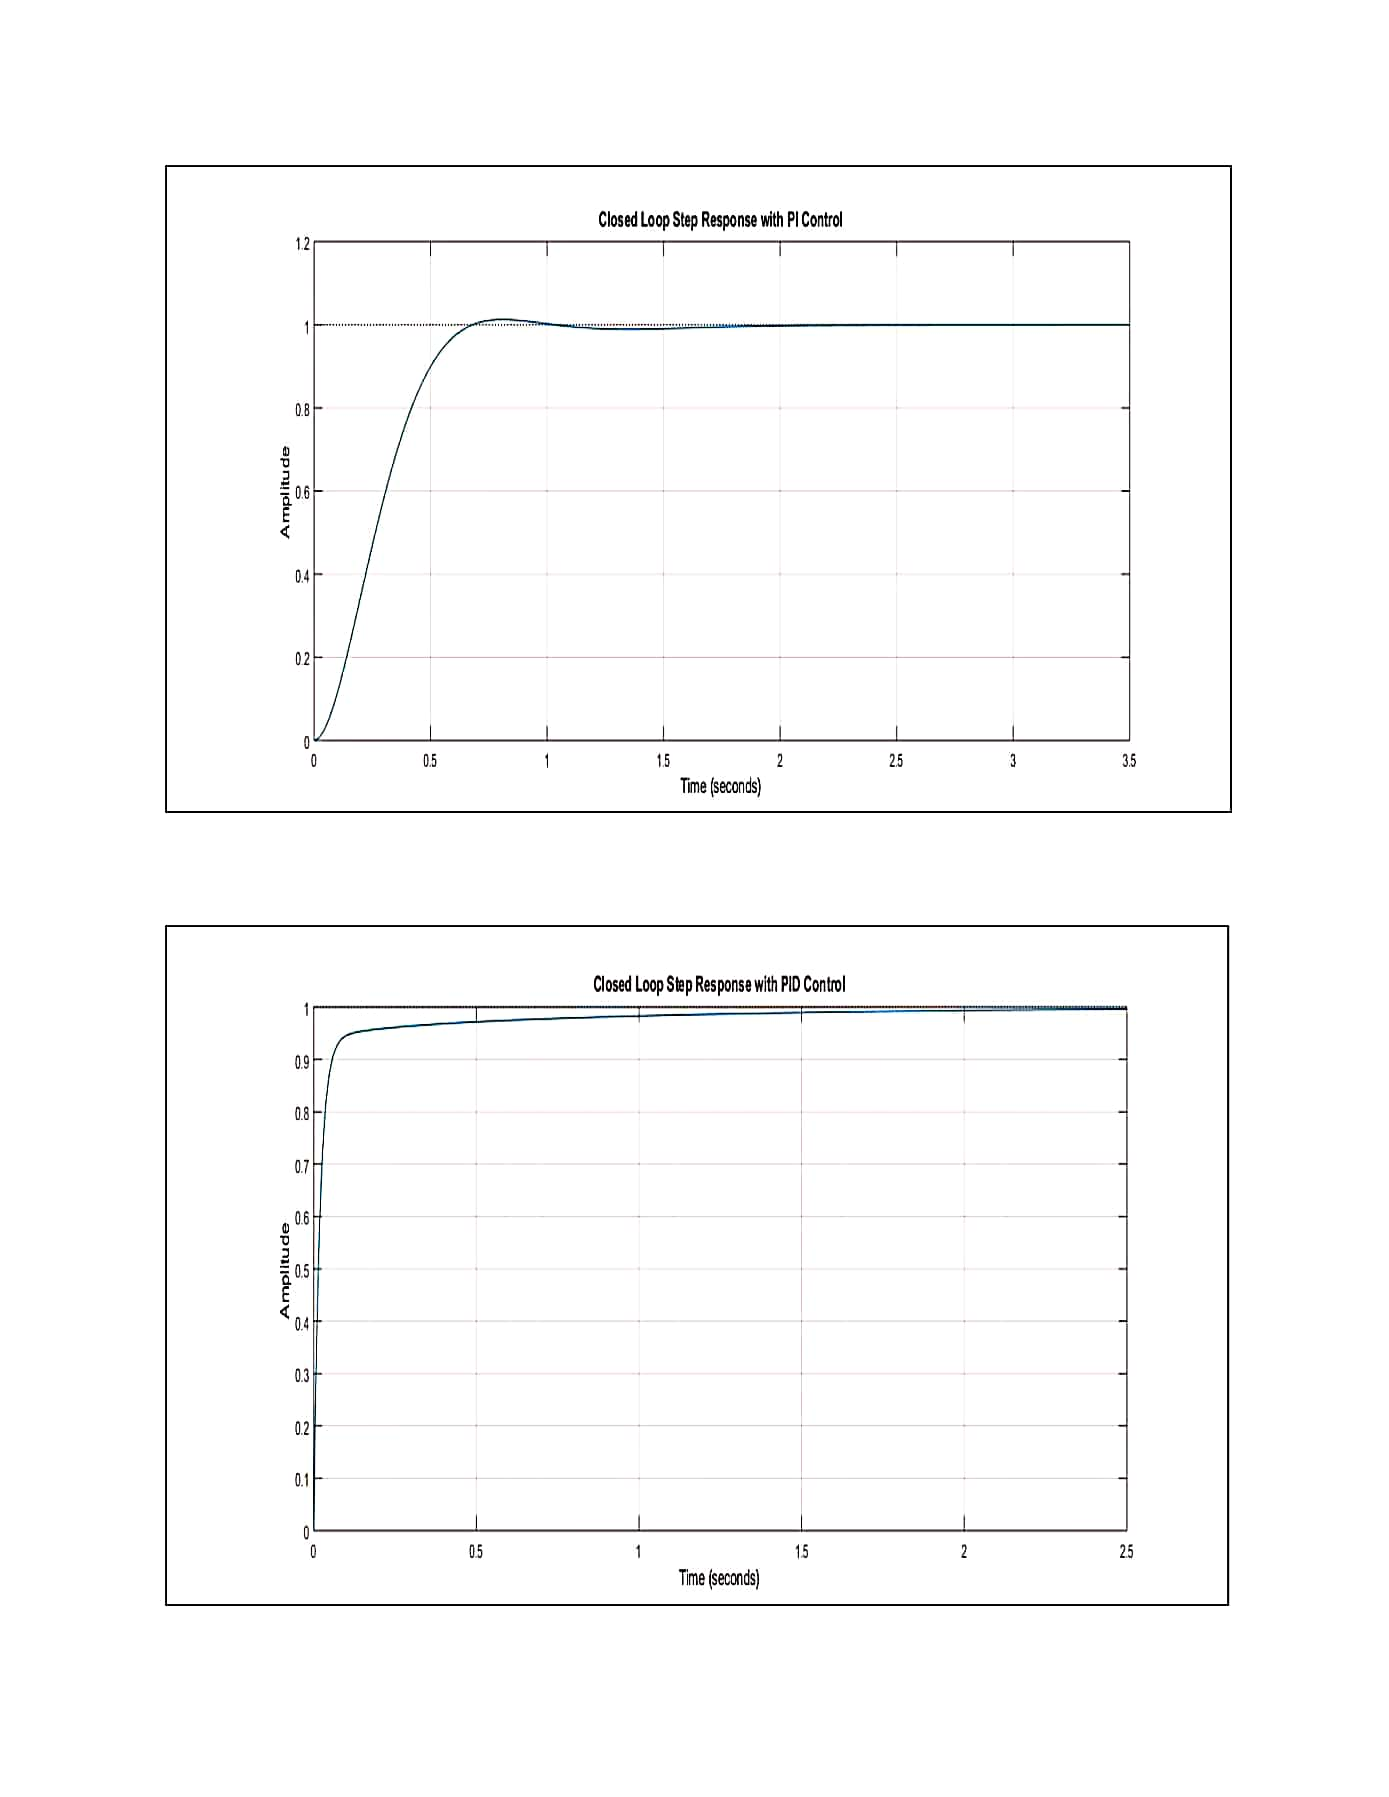 Closed Loop Step Response with PI Control
1.2
1
0.8
0.6
0.4
0.2
0
Amplitude
0 0.5 1 1.5 2 2.5 3 3.5
Time (seconds)
Closed Loop Step Response with PID Control
1
0.9
0.8
0.7
0.6
0.5
0.4
0.3
0.2
0.1
0
Amplitude
0 0.5 1 1.5 2 2.5
Time (seconds)